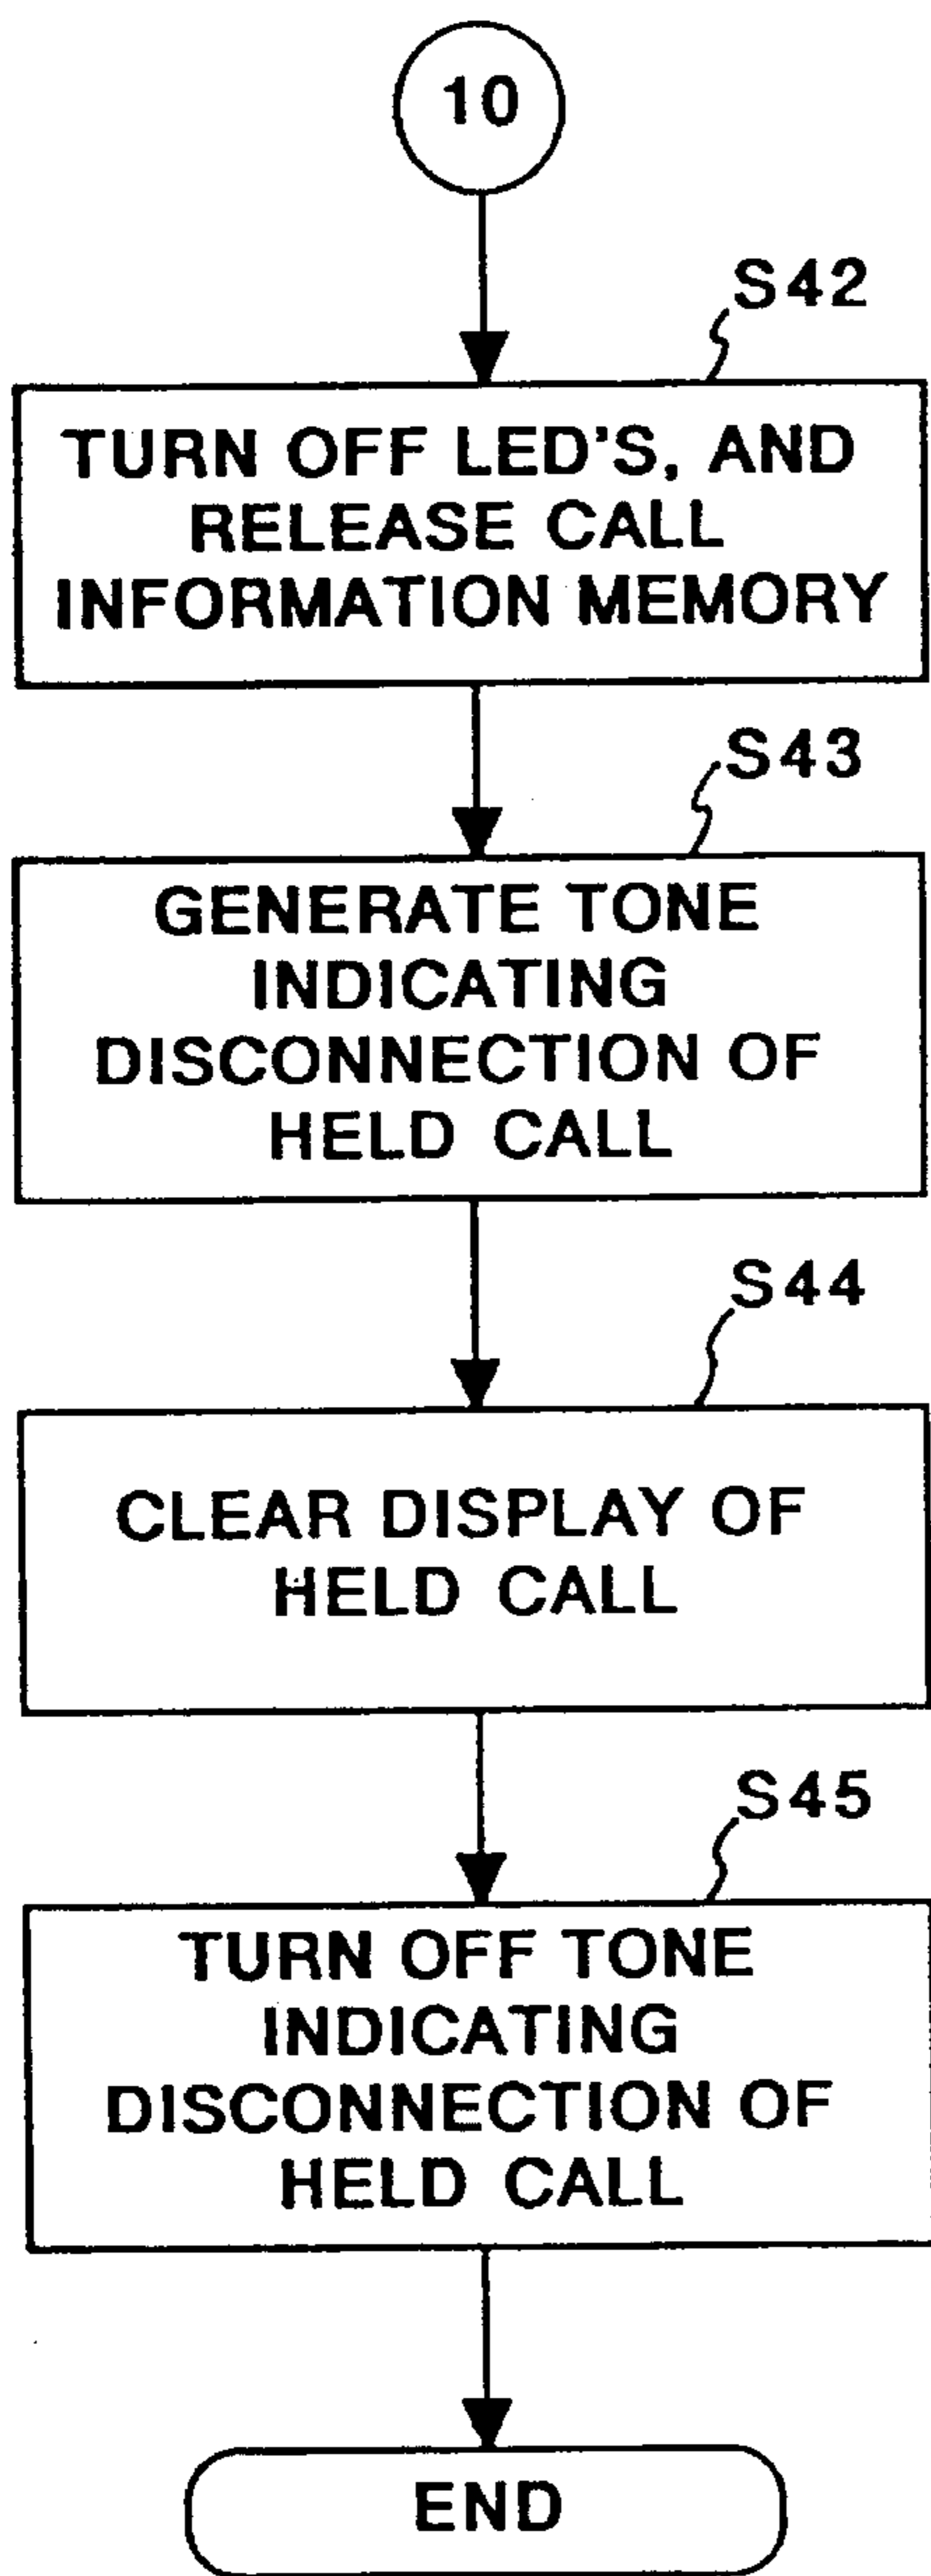 10
S42
TURN OFF LED'S, AND
RELEASE CALL
INFORMATION MEMORY
S43
GENERATE TONE
INDICATING
DISCONNECTION OF
HELD CALL
S44
CLEAR DISPLAY OF
HELD CALL
S45
TURN OFF TONE
INDICATING
DISCONNECTION OF
HELD CALL
END